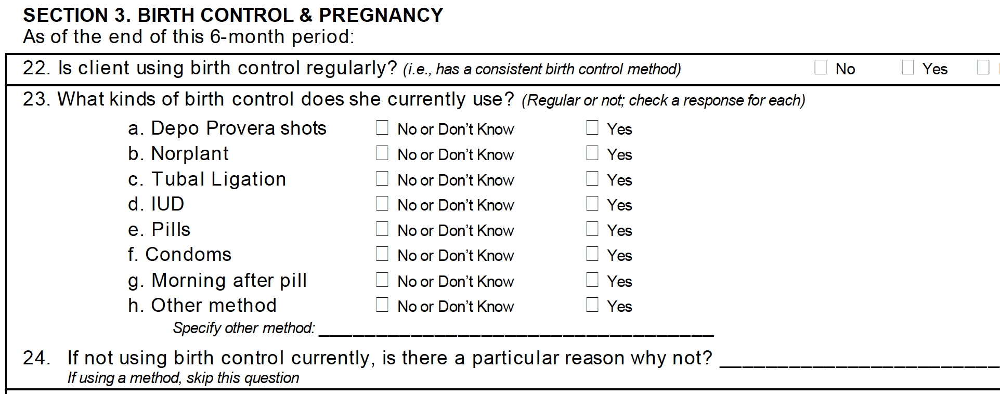 SECTION 3. BIRTH CONTROL & PREGNANCY
As of the end of this 6-month period:
22. Is client using birth control regularly? (i.e., has a consistent birth control method) □ No □ Yes □
23. What kinds of birth control does she currently use? (Regular or not; check a response for each)
a. Depo Provera shots □ No or Don't Know □ Yes
b. Norplant □ No or Don't Know □ Yes
c. Tubal Ligation □ No or Don't Know □ Yes
d. IUD □ No or Don't Know □ Yes
e. Pills □ No or Don't Know □ Yes
f. Condoms □ No or Don't Know □ Yes
g. Morning after pill □ No or Don't Know □ Yes
h. Other method □ No or Don't Know □ Yes
Specify other method: __________________________________
24. If not using birth control currently, is there a particular reason why not? ________________________
If using a method, skip this question